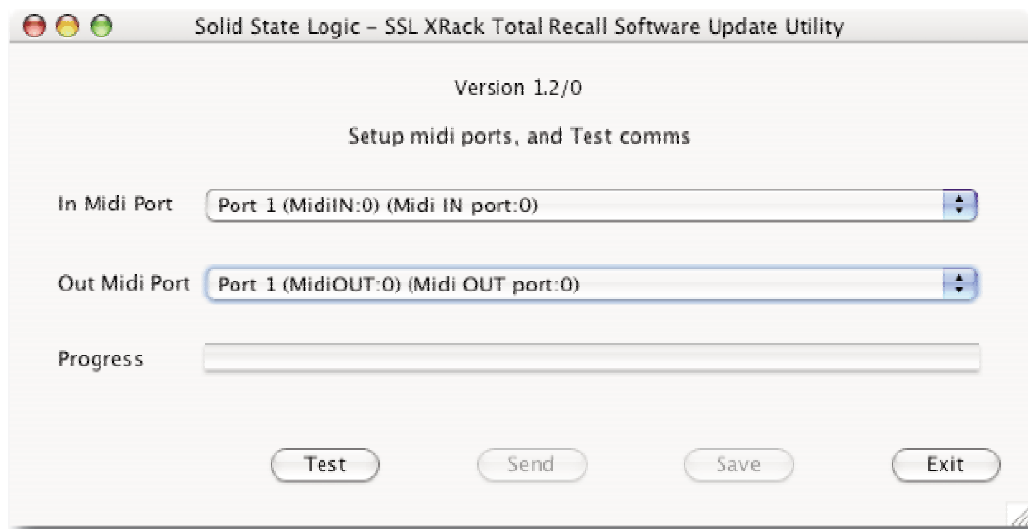 Solid State Logic – SSL XRack Total Recall Software Update Utility
Version 1.2/0
Setup midi ports, and Test comms
In Midi Port
Port 1 (MidiIN:0) (Midi IN port:0)
Out Midi Port
Port 1 (MidiOUT:0) (Midi OUT port:0)
Progress
Test Send Save Exit